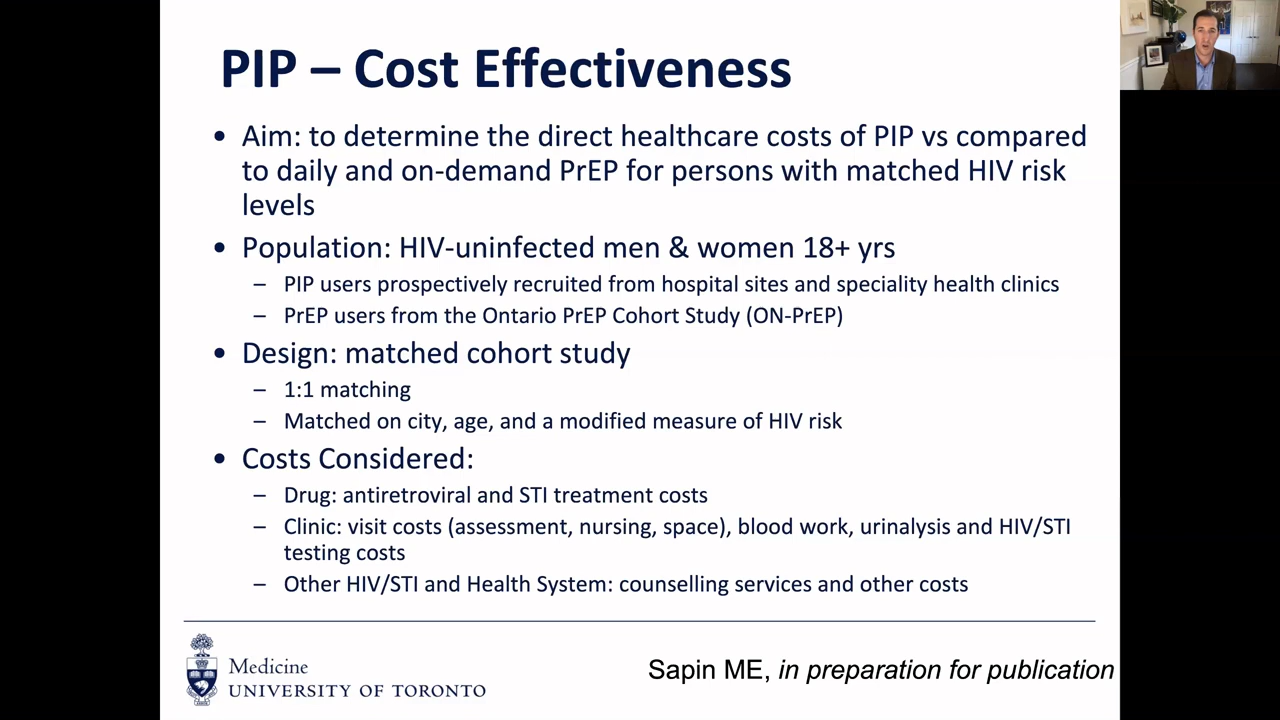 PIP – Cost Effectiveness
• Aim: to determine the direct healthcare costs of PIP vs compared
to daily and on-demand PrEP for persons with matched HIV risk
levels
• Population: HIV-uninfected men & women 18+ yrs
– PIP users prospectively recruited from hospital sites and speciality health clinics
– PrEP users from the Ontario PrEP Cohort Study (ON-PrEP)
• Design: matched cohort study
– 1:1 matching
– Matched on city, age, and a modified measure of HIV risk
• Costs Considered:
– Drug: antiretroviral and STI treatment costs
– Clinic: visit costs (assessment, nursing, space), blood work, urinalysis and HIV/STI
testing costs
– Other HIV/STI and Health System: counselling services and other costs
Medicine
UNIVERSITY OF TORONTO
Sapin ME, in preparation for publication